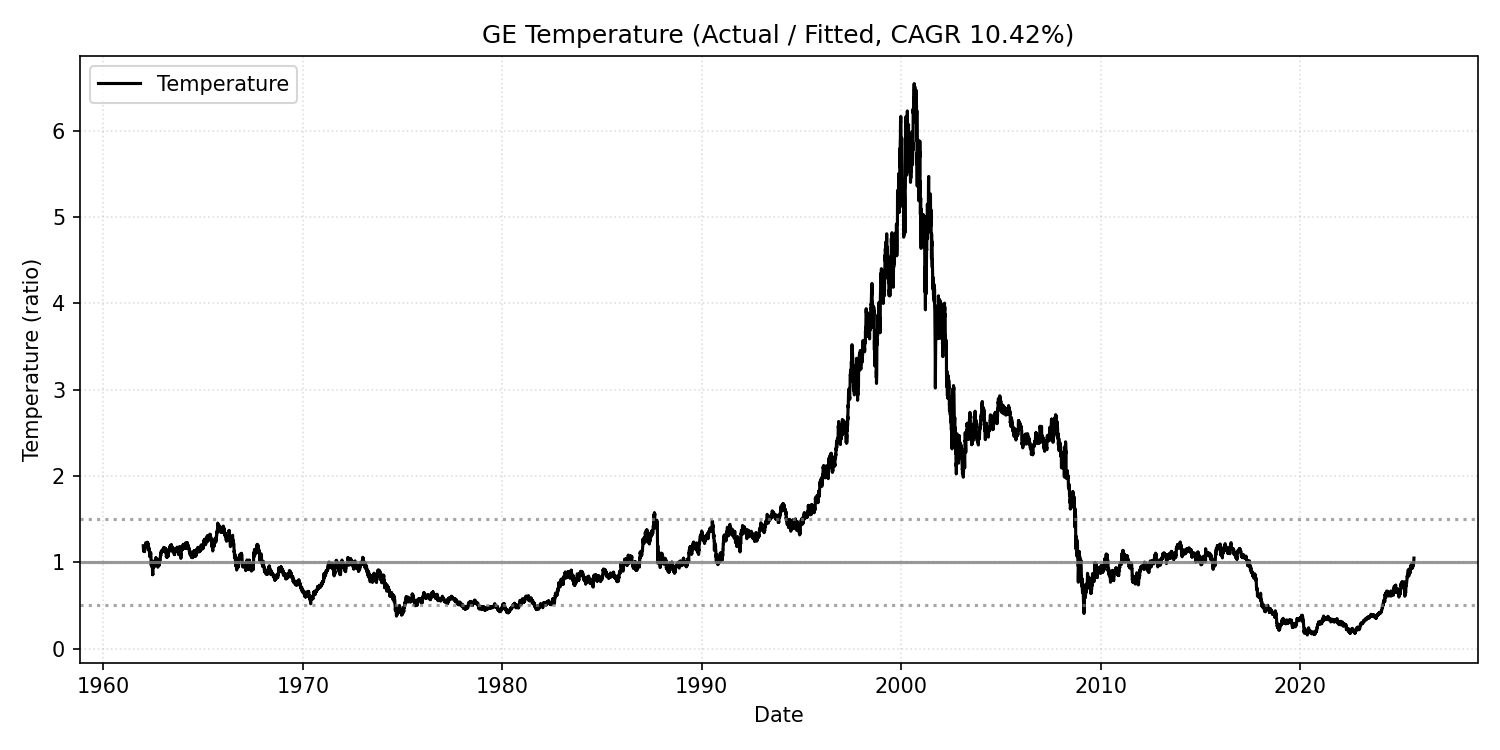 GE Temperature (Actual / Fitted, CAGR 10.42%)
Temperature
Temperature (ratio)
6
5
4
3
2
1
0
1960 1970 1980 1990 2000 2010 2020
Date